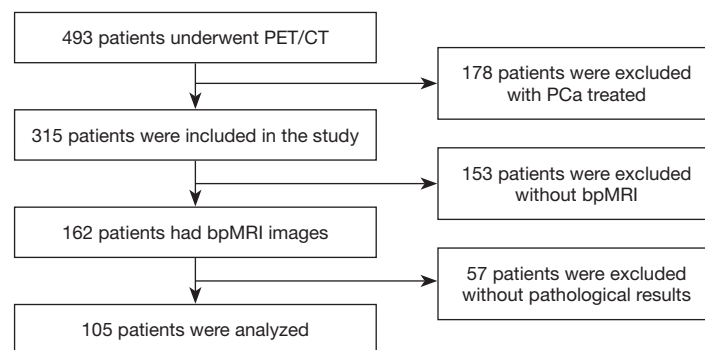 493 patients underwent PET/CT
178 patients were excluded
with PCa treated
315 patients were included in the study
153 patients were excluded
without bpMRI
162 patients had bpMRI images
57 patients were excluded
without pathological results
105 patients were analyzed